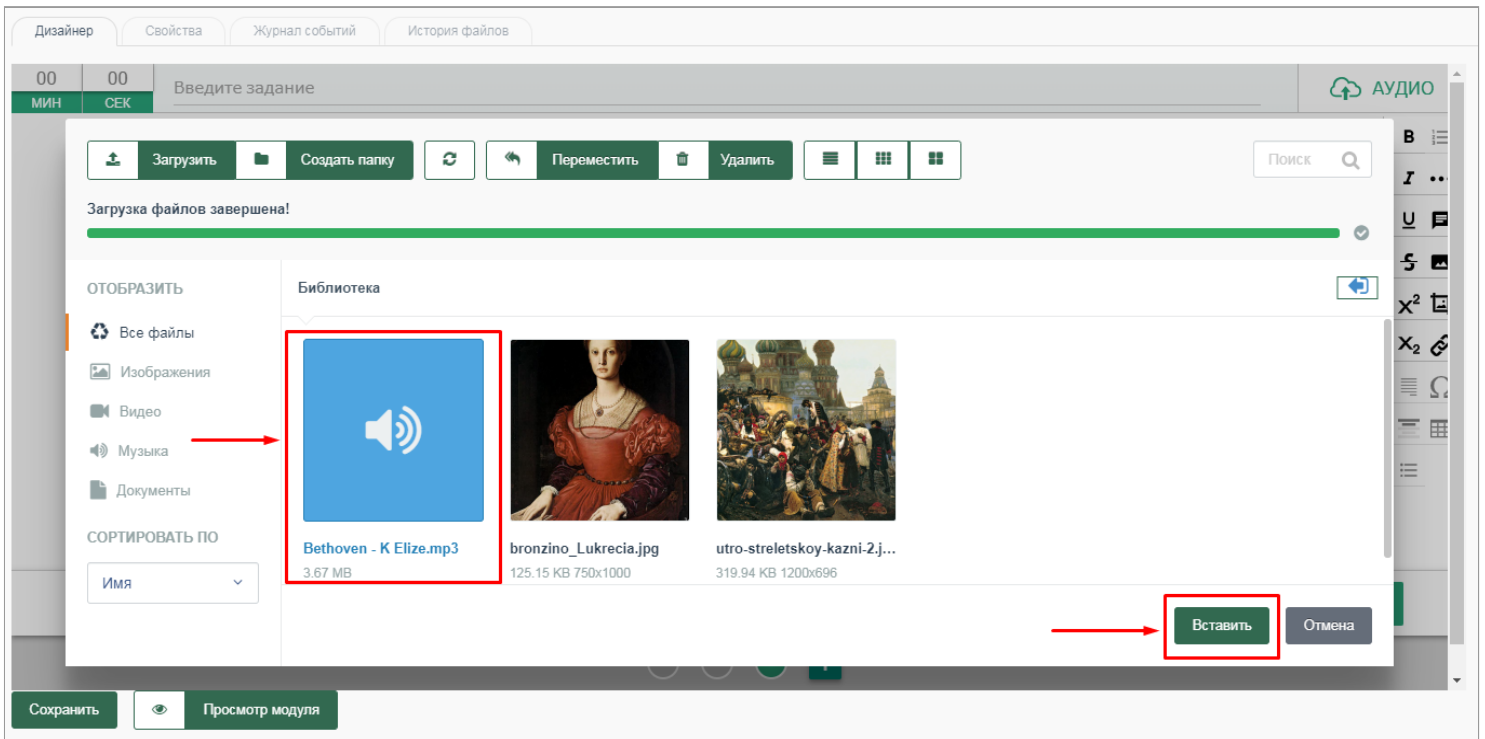 Дизайнер Свойства Журнал событий История файлов
00 00 Введите задание АУДИО
МИН СЕК
Загрузить Создать папку Переместить Удалить Поиск
Загрузка файлов завершена!
ОТОБРАЗИТЬ Библиотека
Все файлы
Изображения
Видео
Музыка
Документы
СОРТИРОВАТЬ ПО
Имя
Bethoven - K Elize.mp3 bronzino_Lukrecia.jpg utro-streletskoy-kazni-2.j...
3.67 MB 125.15 KB 750x1000 319.94 KB 1200x696
Вставить Отмена
Сохранить Просмотр модуля